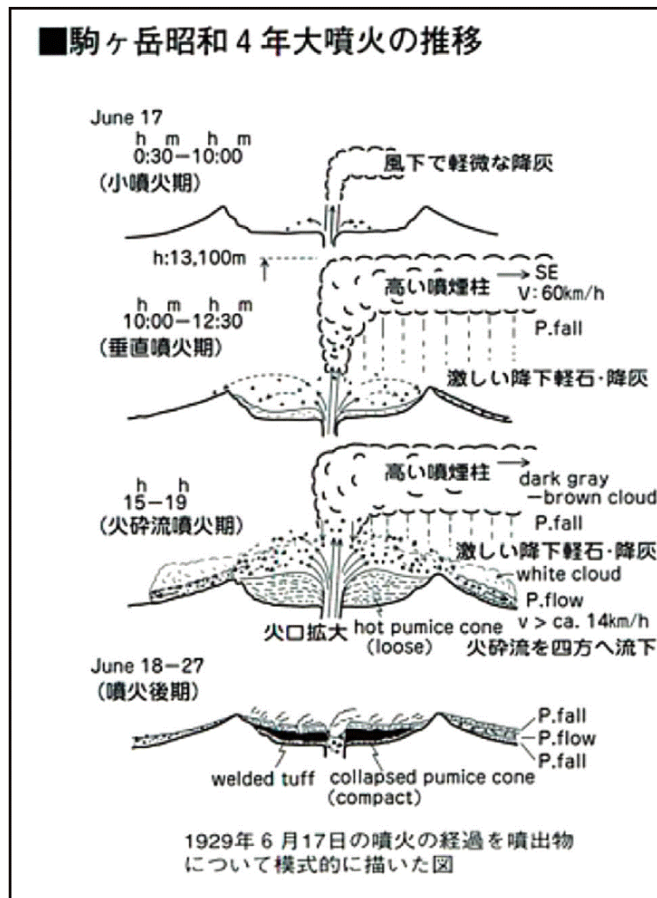 ■駒ヶ岳昭和4年大噴火の推移
June 17
h m h m
0:30−10:00
(小噴火期)
風下で軽微な降灰
h:13,100m
h m h m
10:00−12:30
(垂直噴火期)
高い噴煙柱
SE
V:60km/h
P.fall
激しい降下軽石・降灰
h h
15−19
(火砕流噴火期)
高い噴煙柱
dark gray
−brown cloud
P.fall
激しい降下軽石・降灰
white cloud
P.flow
v > ca. 14km/h
火砕流を四方へ流下
火口拡大
hot pumice cone
(loose)
June 18−27
(噴火後期)
P.fall
P.flow
P.fall
welded tuff
collapsed pumice cone
(compact)
1929年6月17日の噴火の経過を噴出物
について模式的に描いた図